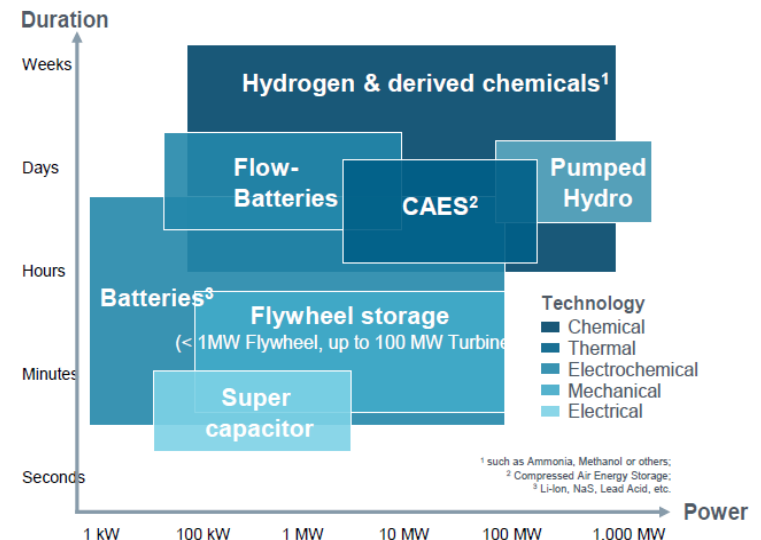 Duration
Weeks
Hydrogen & derived chemicals¹
Days
Flow-
Batteries
CAES²
Pumped
Hydro
Hours
Batteries³
Flywheel storage
(< 1MW Flywheel, up to 100 MW Turbine
Minutes
Super
capacitor
Seconds
Technology
Chemical
Thermal
Electrochemical
Mechanical
Electrical
¹ such as Ammonia, Methanol or others;
² Compressed Air Energy Storage;
³ Li-Ion, NaS, Lead Acid, etc.
Power
1 kW 100 kW 1 MW 10 MW 100 MW 1.000 MW